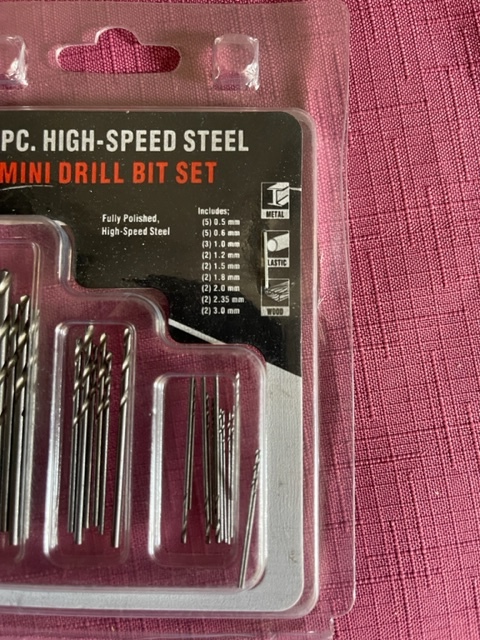 PC. HIGH-SPEED STEEL
MINI DRILL BIT SET
Fully Polished,
High-Speed Steel
Includes:
(5) 0.5 mm
(5) 0.6 mm
(3) 1.0 mm
(2) 1.2 mm
(2) 1.5 mm
(2) 1.8 mm
(2) 2.0 mm
(2) 2.35 mm
(2) 3.0 mm
METAL
LASTIC
WOOD